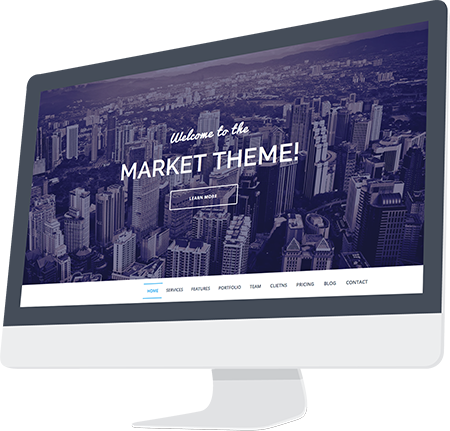 Welcome to the
MARKET THEME!
LEARN MORE
HOME SERVICES FEATURES PORTFOLIO TEAM CLIETNS PRICING BLOG CONTACT